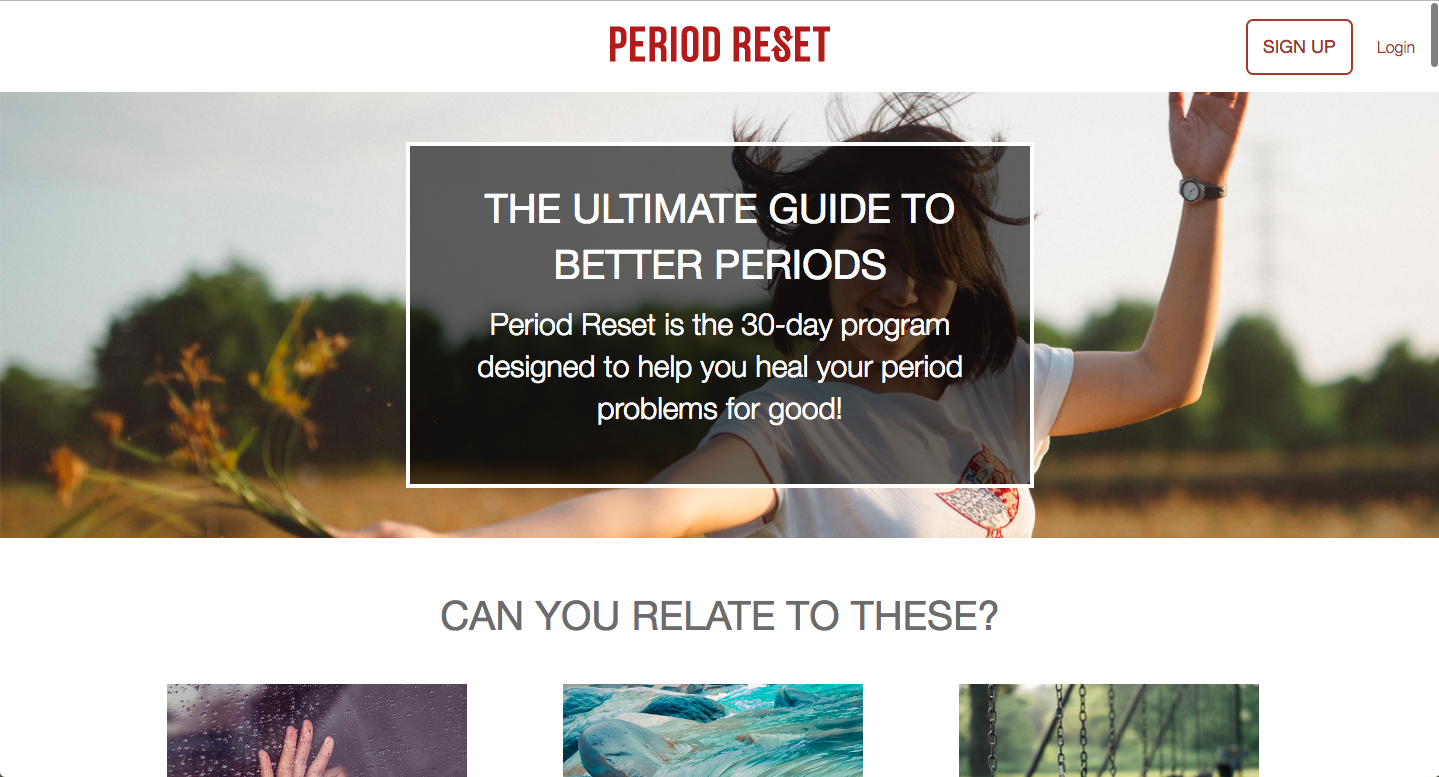 PERIOD RESET
SIGN UP
Login
THE ULTIMATE GUIDE TO
BETTER PERIODS
Period Reset is the 30-day program
designed to help you heal your period
problems for good!
CAN YOU RELATE TO THESE?